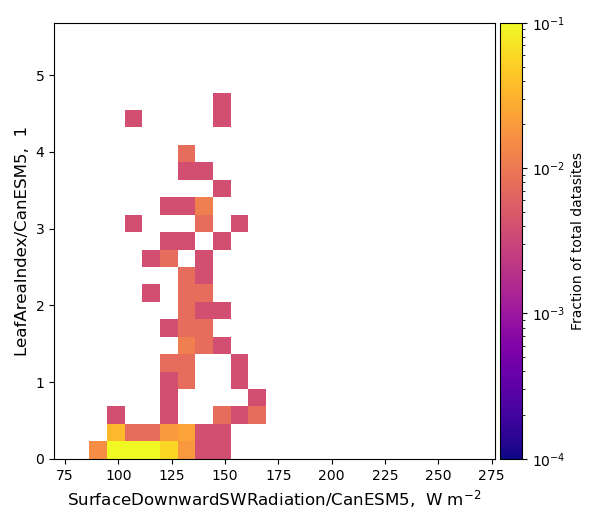 5
4
3
2
1
0
LeafAreaIndex/CanESM5,  1
75 100 125 150 175 200 225 250 275
SurfaceDownwardSWRadiation/CanESM5,  W m⁻²
10⁻¹
10⁻²
10⁻³
10⁻⁴
Fraction of total datasites